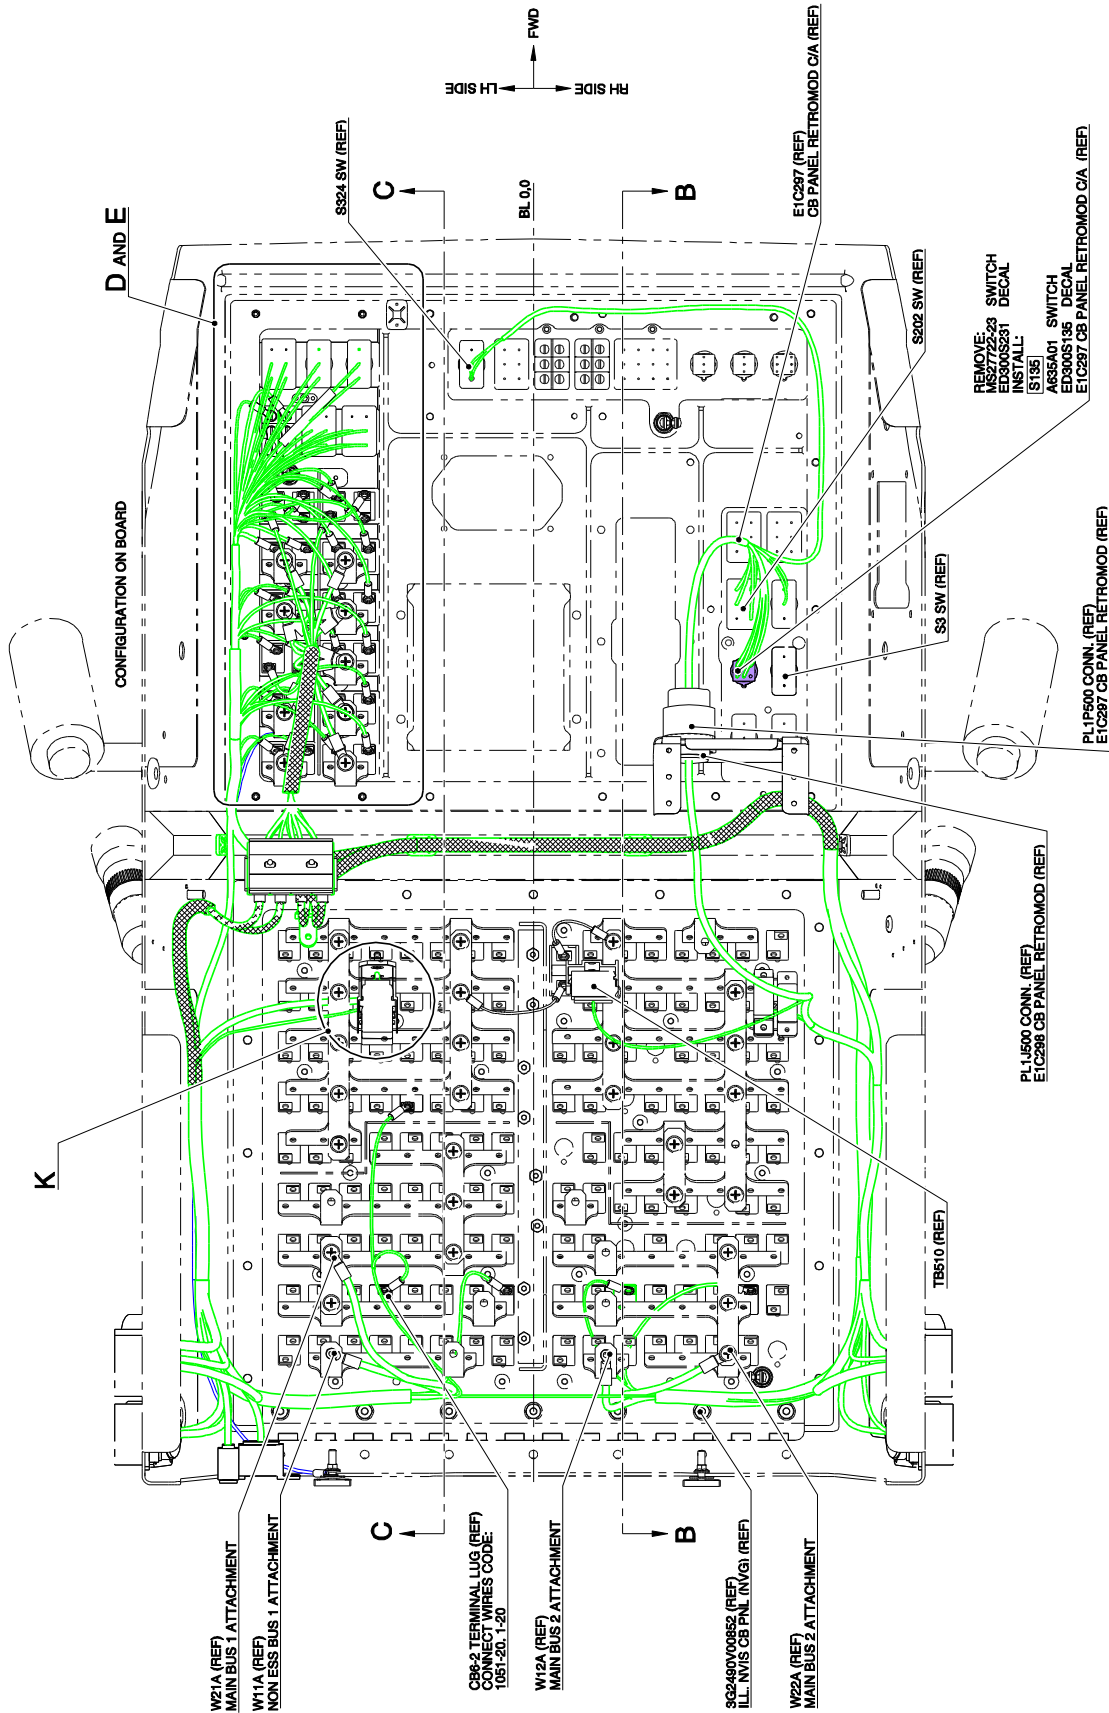 CONFIGURATION ON BOARD
D AND E
S324 SW (REF)
C
BL 0,0
B
LH SIDE
RH SIDE
FWD
E1C297 (REF)
CB PANEL RETROMOD C/A (REF)
S202 SW (REF)
REMOVE:
MS27722-23 SWITCH
ED300S231 DECAL
INSTALL:
S135
A635A01 SWITCH
ED300S135 DECAL
E1C297 CB PANEL RETROMOD C/A (REF)
S3 SW (REF)
PL1P500 CONN. (REF)
E1C297 CB PANEL RETROMOD (REF)
PL1J500 CONN. (REF)
E1C298 CB PANEL RETROMOD (REF)
K
TB510 (REF)
W21A (REF)
MAIN BUS 1 ATTACHMENT
W11A (REF)
NON ESS BUS 1 ATTACHMENT
C
CB6-2 TERMINAL LUG (REF)
CONNECT WIRES CODE:
1051-20. 1-20
W12A (REF)
MAIN BUS 2 ATTACHMENT
B
3G2490V00852 (REF)
ILL. NVIS CB PNL (NVG) (REF)
W22A (REF)
MAIN BUS 2 ATTACHMENT